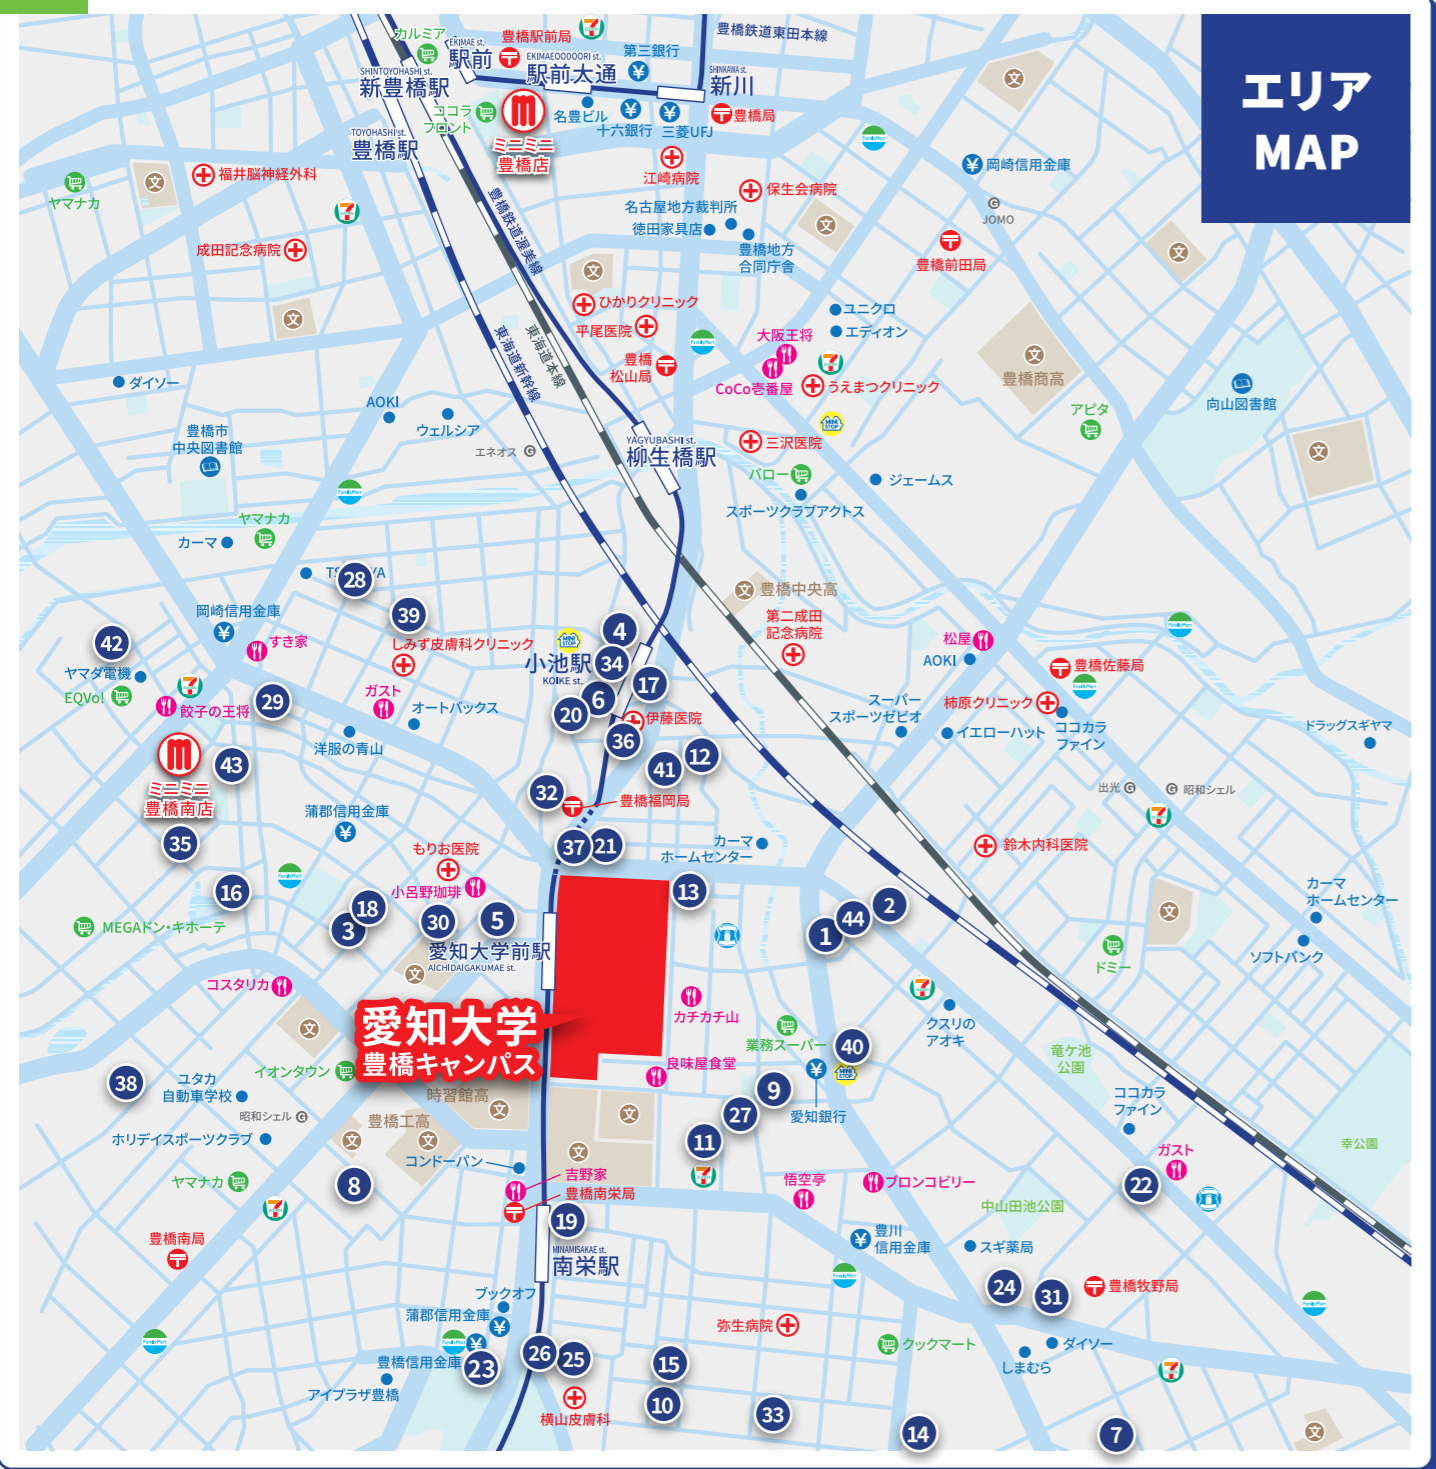 エリア
MAP
カルミア
EKIMAE st.
駅前
豊橋駅前局
EKIMAEOODOORI st.
駅前大通
第三銀行
豊橋鉄道東田本線
SHINKAWA st.
新川
SHINTOYOHASHI st.
新豊橋駅
ココラ
フロント
名豊ビル
十六銀行
三菱UFJ
豊橋局
TOYOHASHI st.
豊橋駅
ミニミニ
豊橋店
福井脳神経外科
江崎病院
保生会病院
岡崎信用金庫
ヤマナカ
JOMO
名古屋地方裁判所
徳田家具店
豊橋地方
合同庁舎
豊橋前田局
成田記念病院
豊橋鉄道渥美線
東海道新幹線
東海道本線
ひかりクリニック
平尾医院
ユニクロ
エディオン
大阪王将
豊橋
松山局
CoCo壱番屋
うえまつクリニック
豊橋商高
アピタ
向山図書館
ダイソー
AOKI
ウェルシア
エネオス
豊橋市
中央図書館
YAGYUBASHI st.
柳生橋駅
三沢医院
バロー
ジェームス
スポーツクラブアクトス
ヤマナカ
カーマ
28
39
岡崎信用金庫
すき家
しみず皮膚科クリニック
42
ヤマダ電機
EQVo!
餃子の王将
29
ガスト
オートバックス
洋服の青山
小池駅
KOIKE st.
4
34
17
6
20
伊藤医院
36
41
12
豊橋中央高
第二成田
記念病院
松屋
AOKI
豊橋佐藤局
柿原クリニック
ココカラ
ファイン
スーパー
スポーツゼビオ
イエローハット
ドラッグスギヤマ
出光
昭和シェル
ミニミニ
豊橋南店
43
35
16
蒲郡信用金庫
32
豊橋福岡局
37
21
カーマ
ホームセンター
もりお医院
小呂野珈琲
13
鈴木内科医院
カーマ
ホームセンター
ソフトバンク
MEGAドン・キホーテ
3
18
30
5
愛知大学前駅
AICHIDAIGAKUMAE st.
1
44
2
ドミー
コスタリカ
愛知大学
豊橋キャンパス
カチカチ山
業務スーパー
40
クスリの
アオキ
竜ケ池
公園
イオンタウン
38
ユタカ
自動車学校
昭和シェル
ホリデイスポーツクラブ
時習館高
豊橋工高
良味屋食堂
愛知銀行
9
27
11
ココカラ
ファイン
ガスト
幸公園
コンドーパン
ヤマナカ
8
吉野家
豊橋南栄局
悟空亭
ブロンコビリー
22
中山田池公園
豊橋南局
19
MINAMISAKAE st.
南栄駅
豊川
信用金庫
スギ薬局
24
31
豊橋牧野局
ブックオフ
蒲郡信用金庫
豊橋信用金庫
23
アイプラザ豊橋
26
25
横山皮膚科
弥生病院
15
10
33
クックマート
ダイソー
しまむら
14
7